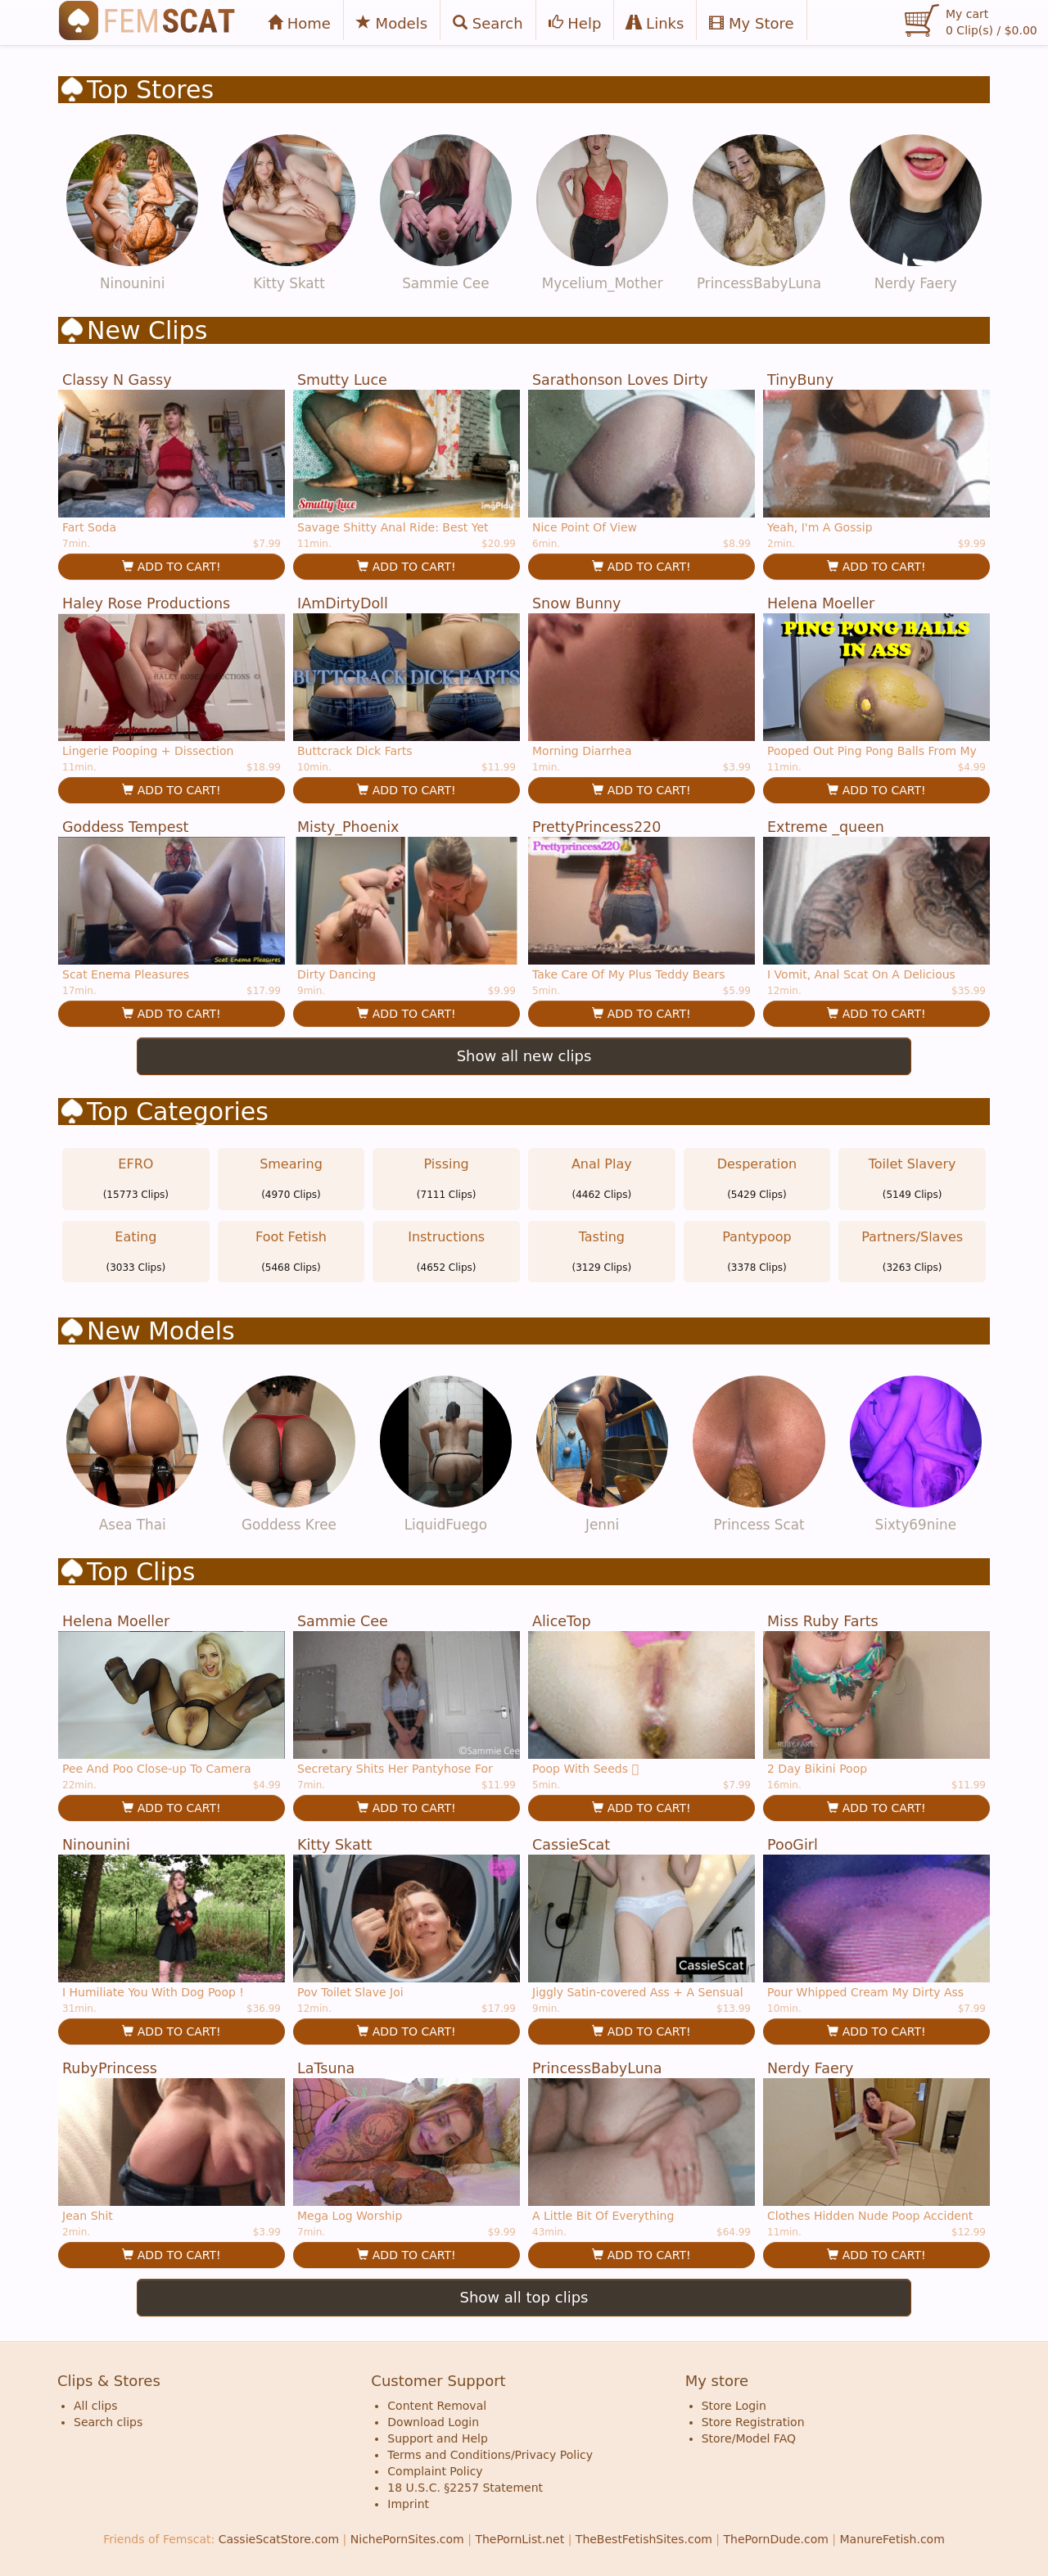 FEMSCAT
Home
Models
Search
Help
Links
My Store
My cart
0 Clip(s) / $0.00
Top Stores
Ninounini
Kitty Skatt
Sammie Cee
Mycelium_Mother
PrincessBabyLuna
Nerdy Faery
New Clips
Classy N Gassy
Fart Soda
7min. $7.99
ADD TO CART!
Smutty Luce
Smutty Luce
imgPlay
Savage Shitty Anal Ride: Best Yet
11min. $20.99
ADD TO CART!
Sarathonson Loves Dirty
Nice Point Of View
6min. $8.99
ADD TO CART!
TinyBuny
Yeah, I'm A Gossip
2min. $9.99
ADD TO CART!
Haley Rose Productions
HALEY ROSE PRODUCTIONS ©
Lingerie Pooping + Dissection
11min. $18.99
ADD TO CART!
IAmDirtyDoll
BUTTCRACK DICK FARTS
Buttcrack Dick Farts
10min. $11.99
ADD TO CART!
Snow Bunny
Morning Diarrhea
1min. $3.99
ADD TO CART!
Helena Moeller
PING PONG BALLS
IN ASS
Pooped Out Ping Pong Balls From My
11min. $4.99
ADD TO CART!
Goddess Tempest
Scat Enema Pleasures
Scat Enema Pleasures
17min. $17.99
ADD TO CART!
Misty_Phoenix
Dirty Dancing
9min. $9.99
ADD TO CART!
PrettyPrincess220
Prettyprincess220
Take Care Of My Plus Teddy Bears
5min. $5.99
ADD TO CART!
Extreme _queen
I Vomit, Anal Scat On A Delicious
12min. $35.99
ADD TO CART!
Show all new clips
Top Categories
EFRO
(15773 Clips)
Smearing
(4970 Clips)
Pissing
(7111 Clips)
Anal Play
(4462 Clips)
Desperation
(5429 Clips)
Toilet Slavery
(5149 Clips)
Eating
(3033 Clips)
Foot Fetish
(5468 Clips)
Instructions
(4652 Clips)
Tasting
(3129 Clips)
Pantypoop
(3378 Clips)
Partners/Slaves
(3263 Clips)
New Models
Asea Thai
Goddess Kree
LiquidFuego
Jenni
Princess Scat
Sixty69nine
Top Clips
Helena Moeller
Pee And Poo Close-up To Camera
22min. $4.99
ADD TO CART!
Sammie Cee
©Sammie Cee
Secretary Shits Her Pantyhose For
7min. $11.99
ADD TO CART!
AliceTop
Poop With Seeds
5min. $7.99
ADD TO CART!
Miss Ruby Farts
RUBY FARTS
2 Day Bikini Poop
16min. $11.99
ADD TO CART!
Ninounini
I Humiliate You With Dog Poop !
31min. $36.99
ADD TO CART!
Kitty Skatt
Pov Toilet Slave Joi
12min. $17.99
ADD TO CART!
CassieScat
CassieScat
Jiggly Satin-covered Ass + A Sensual
9min. $13.99
ADD TO CART!
PooGirl
Pour Whipped Cream My Dirty Ass
10min. $7.99
ADD TO CART!
RubyPrincess
Jean Shit
2min. $3.99
ADD TO CART!
LaTsuna
Mega Log Worship
7min. $9.99
ADD TO CART!
PrincessBabyLuna
A Little Bit Of Everything
43min. $64.99
ADD TO CART!
Nerdy Faery
Clothes Hidden Nude Poop Accident
11min. $12.99
ADD TO CART!
Show all top clips
Clips & Stores
• All clips
• Search clips
Customer Support
• Content Removal
• Download Login
• Support and Help
• Terms and Conditions/Privacy Policy
• Complaint Policy
• 18 U.S.C. §2257 Statement
• Imprint
My store
• Store Login
• Store Registration
• Store/Model FAQ
Friends of Femscat: CassieScatStore.com | NichePornSites.com | ThePornList.net | TheBestFetishSites.com | ThePornDude.com | ManureFetish.com